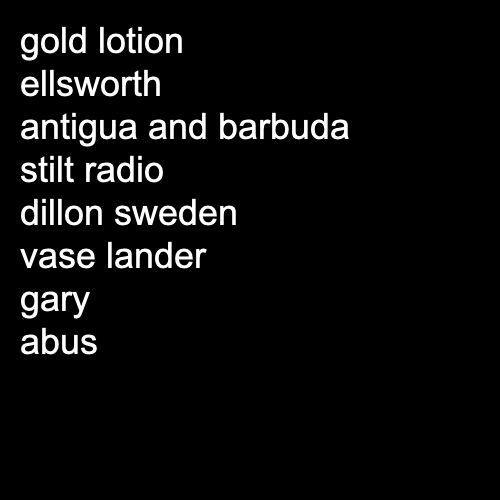 gold lotion
ellsworth
antigua and barbuda
stilt radio
dillon sweden
vase lander
gary
abus